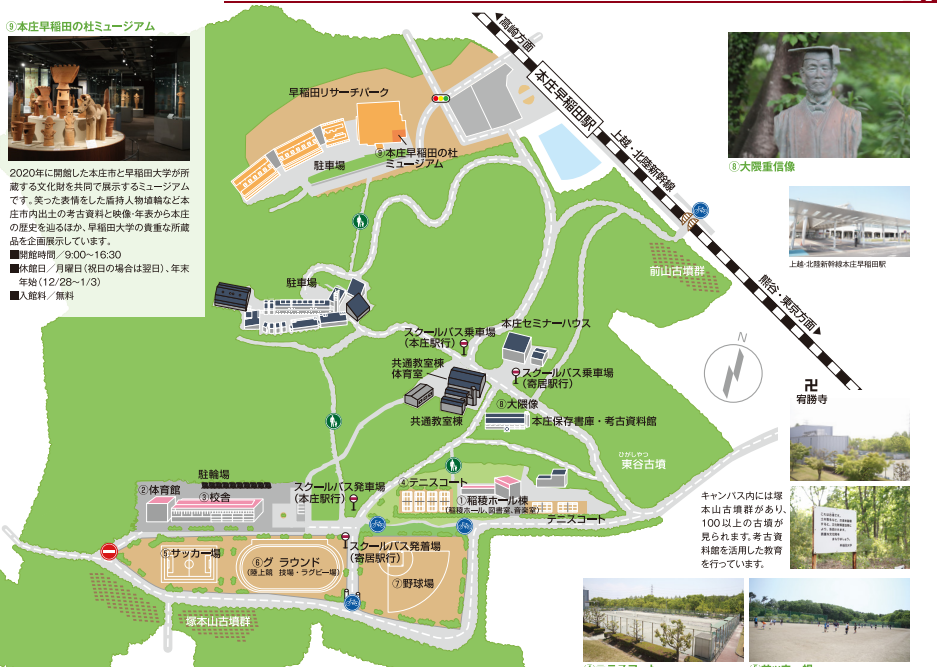 ⑨本庄早稲田の杜ミュージアム
2020年に開館した本庄市と早稲田大学が所
蔵する文化財を共同で展示するミュージアム
です。笑った表情をした盾持人物埴輪など本
庄市内出土の考古資料と映像・年表から本庄
の歴史を辿るほか、早稲田大学の貴重な所蔵
品を企画展示しています。
■開館時間／9:00〜16:30
■休館日／月曜日（祝日の場合は翌日）、年末
年始（12/28〜1/3）
■入館料／無料
◀高崎方面
本庄早稲田駅
上越・北陸新幹線
熊谷・東京方面▶
早稲田リサーチパーク
駐車場
⑨本庄早稲田の杜
ミュージアム
前山古墳群
駐車場
スクールバス乗車場
（本庄駅行）
本庄セミナーハウス
共通教室棟
体育室
スクールバス乗車場
（寄居駅行）
共通教室棟
⑧大隈像
本庄保存書庫・考古資料館
ひがしやつ
東谷古墳
卍
宥勝寺
N
駐輪場
②体育館
③校舎
スクールバス発車場
（本庄駅行）
④テニスコート
①稲稜ホール棟
（稲稜ホール、図書室、音楽室）
テニスコート
スクールバス発着場
（寄居駅行）
⑤サッカー場
⑥グ ラウンド
（陸上競 技場・ラグビー場）
⑦野球場
塚本山古墳群
⑧大隈重信像
上越・北陸新幹線本庄早稲田駅
キャンパス内には塚
本山古墳群があり、
100以上の古墳が
見られます。考古資
料館を活用した教育
を行っています。